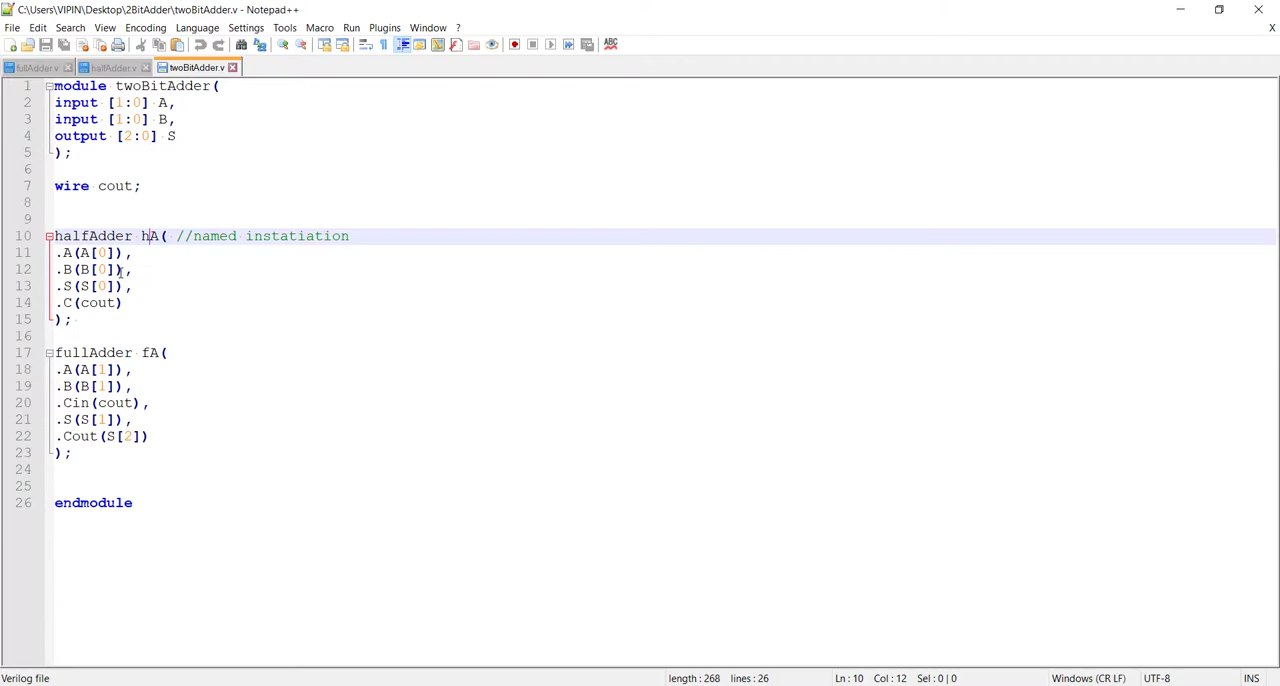 C:\Users\VIPIN\Desktop\2BitAdder\twoBitAdder.v - Notepad++
File Edit Search View Encoding Language Settings Tools Macro Run Plugins Window ? X
fullAdder.v halfAdder.v twoBitAdder.v
1 module twoBitAdder(
2 input [1:0] A,
3 input [1:0] B,
4 output [2:0] S
5 );
6
7 wire cout;
8
9
10 halfAdder hA( //named instatiation
11 .A(A[0]),
12 .B(B[0]),
13 .S(S[0]),
14 .C(cout)
15 );
16
17 fullAdder fA(
18 .A(A[1]),
19 .B(B[1]),
20 .Cin(cout),
21 .S(S[1]),
22 .Cout(S[2])
23 );
24
25
26 endmodule
Verilog file length : 268 lines : 26 Ln : 10 Col : 12 Sel : 0 | 0 Windows (CR LF) UTF-8 INS